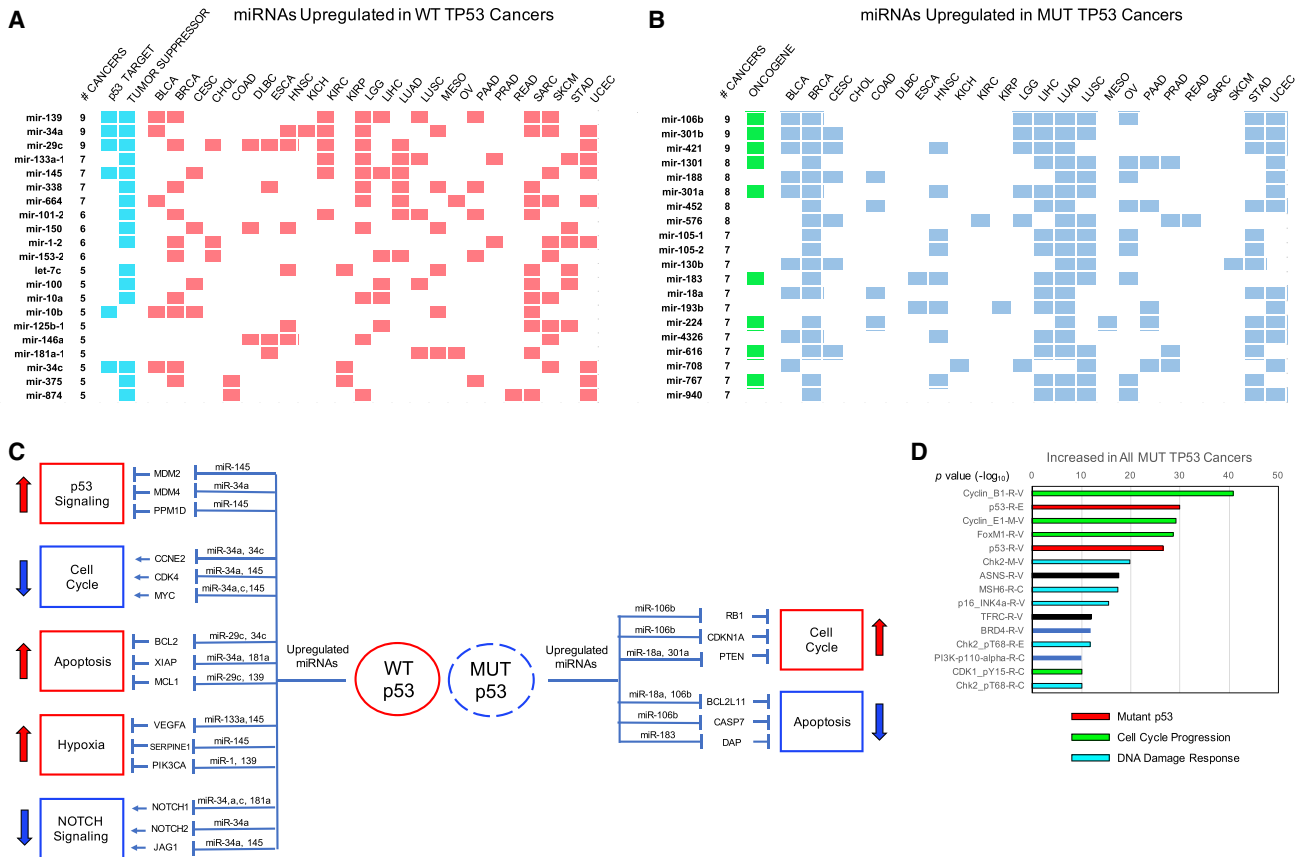 A
miRNAs Upregulated in WT TP53 Cancers
# CANCERS
p53 TARGET
TUMOR SUPPRESSOR
BLCA
BRCA
CESC
CHOL
COAD
DLBC
ESCA
HNSC
KICH
KIRC
KIRP
LGG
LIHC
LUAD
LUSC
MESO
OV
PAAD
PRAD
READ
SARC
SKCM
STAD
UCEC
mir-139 9
mir-34a 9
mir-29c 9
mir-133a-1 7
mir-145 7
mir-338 7
mir-664 7
mir-101-2 6
mir-150 6
mir-1-2 6
mir-153-2 6
let-7c 5
mir-100 5
mir-10a 5
mir-10b 5
mir-125b-1 5
mir-146a 5
mir-181a-1 5
mir-34c 5
mir-375 5
mir-874 5
B
miRNAs Upregulated in MUT TP53 Cancers
# CANCERS
ONCOGENE
BLCA
BRCA
CESC
CHOL
COAD
DLBC
ESCA
HNSC
KICH
KIRC
KIRP
LGG
LIHC
LUAD
LUSC
MESO
OV
PAAD
PRAD
READ
SARC
SKCM
STAD
UCEC
mir-106b 9
mir-301b 9
mir-421 9
mir-1301 8
mir-188 8
mir-301a 8
mir-452 8
mir-576 8
mir-105-1 7
mir-105-2 7
mir-130b 7
mir-183 7
mir-18a 7
mir-193b 7
mir-224 7
mir-4326 7
mir-616 7
mir-708 7
mir-767 7
mir-940 7
C
p53
Signaling
MDM2 miR-145
MDM4 miR-34a
PPM1D miR-145
Cell
Cycle
CCNE2 miR-34a, 34c
CDK4 miR-34a, 145
MYC miR-34a,c,145
Apoptosis
BCL2 miR-29c, 34c
XIAP miR-34a, 181a
MCL1 miR-29c, 139
Hypoxia
VEGFA miR-133a,145
SERPINE1 miR-145
PIK3CA miR-1, 139
NOTCH
Signaling
NOTCH1 miR-34,a,c, 181a
NOTCH2 miR-34a
JAG1 miR-34a, 145
Upregulated
miRNAs
WT
p53
MUT
p53
Upregulated
miRNAs
miR-106b RB1
miR-106b CDKN1A
miR-18a, 301a PTEN
Cell
Cycle
miR-18a, 106b BCL2L11
miR-106b CASP7
miR-183 DAP
Apoptosis
D
Increased in All MUT TP53 Cancers
p value (-log10)
0 10 20 30 40 50
Cyclin_B1-R-V
p53-R-E
Cyclin_E1-M-V
FoxM1-R-V
p53-R-V
Chk2-M-V
ASNS-R-V
MSH6-R-C
p16_INK4a-R-V
TFRC-R-V
BRD4-R-V
Chk2_pT68-R-E
PI3K-p110-alpha-R-C
CDK1_pY15-R-C
Chk2_pT68-R-C
Mutant p53
Cell Cycle Progression
DNA Damage Response